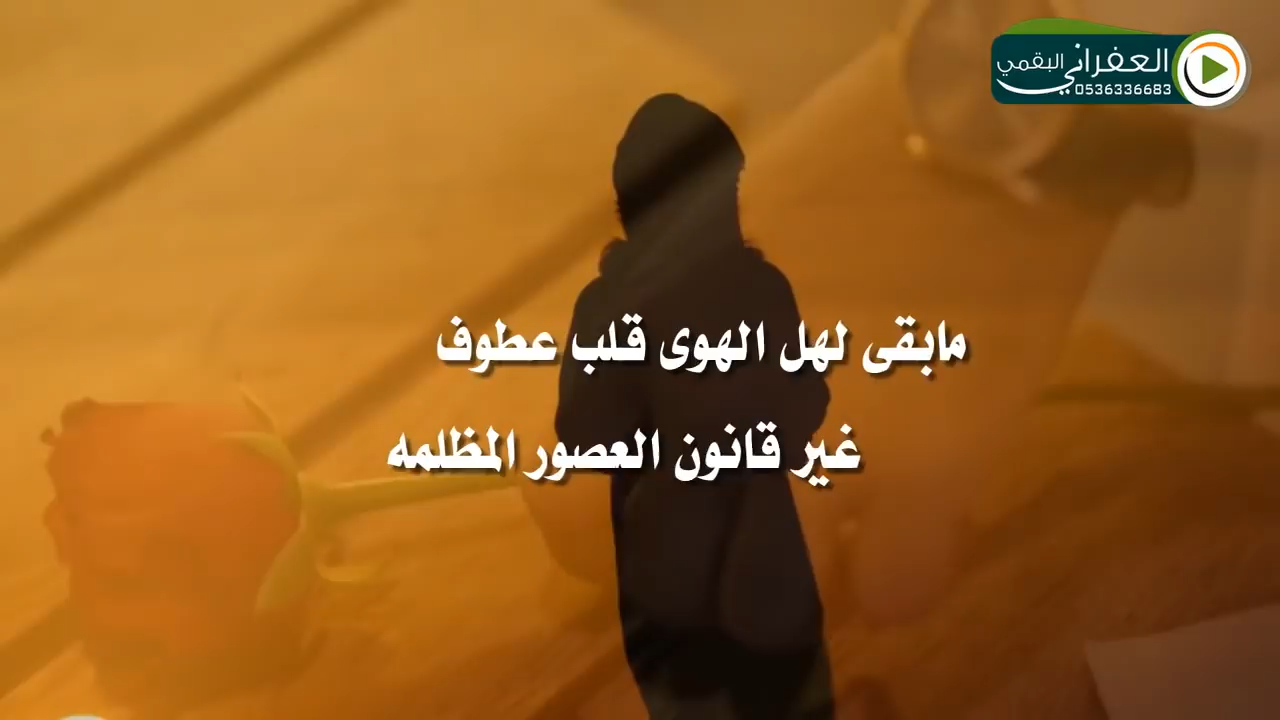 العفراني البقمي
0536336683
مابقى لهل الهوى قلب عطوف
غير قانون العصور المظلمه